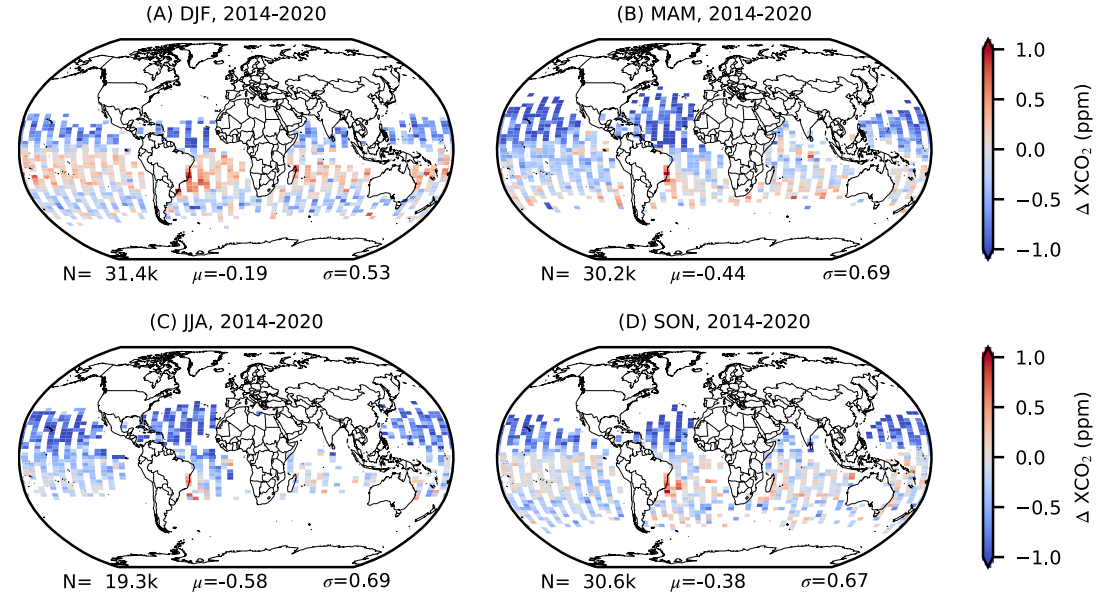 (A) DJF, 2014-2020
(B) MAM, 2014-2020
1.0
0.5
0.0
−0.5
−1.0
Δ XCO₂ (ppm)
N= 31.4k μ=-0.19 σ=0.53
N= 30.2k μ=-0.44 σ=0.69
(C) JJA, 2014-2020
(D) SON, 2014-2020
1.0
0.5
0.0
−0.5
−1.0
Δ XCO₂ (ppm)
N= 19.3k μ=-0.58 σ=0.69
N= 30.6k μ=-0.38 σ=0.67